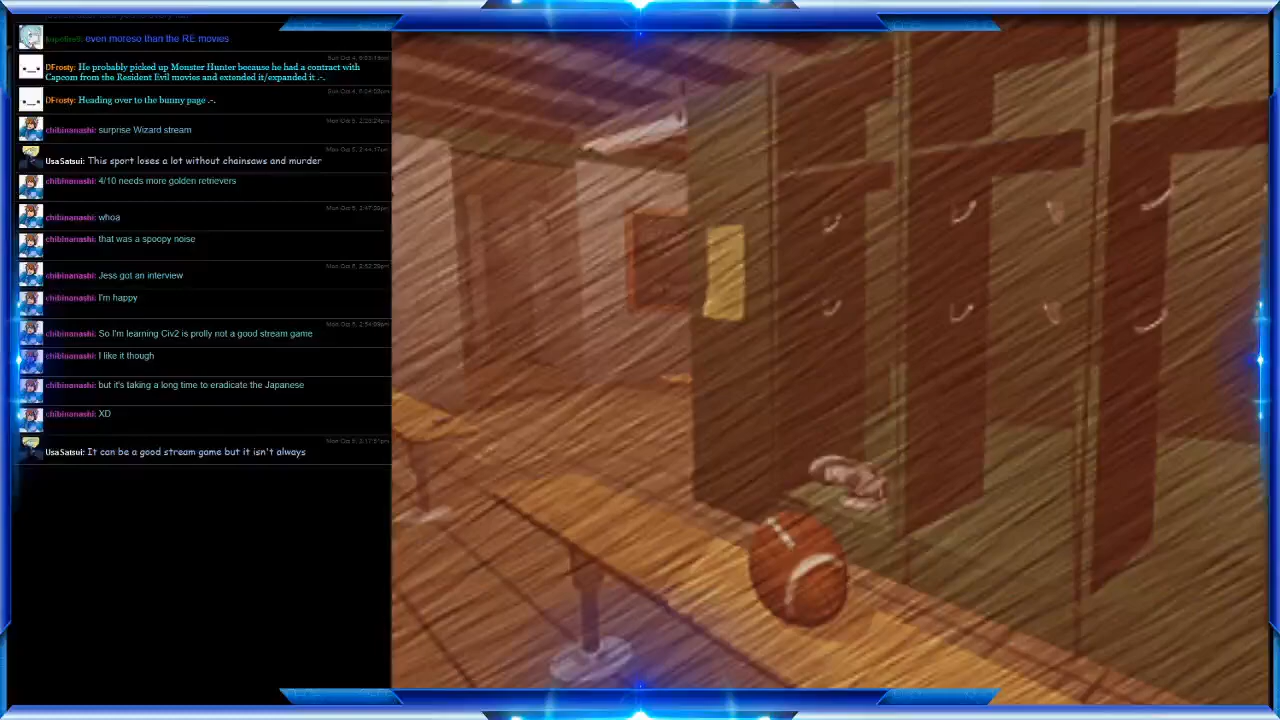 even moreso than the RE movies
DFrosty: He probably picked up Monster Hunter because he had a contract with
Capcom from the Resident Evil movies and extended it/expanded it .-.
DFrosty: Heading over to the bunny page .-.
chibinanashi: surprise Wizard stream
UsaSatsui: This sport loses a lot without chainsaws and murder
chibinanashi: 4/10 needs more golden retrievers
chibinanashi: whoa
chibinanashi: that was a spoopy noise
chibinanashi: Jess got an interview
chibinanashi: I'm happy
chibinanashi: So I'm learning Civ2 is prolly not a good stream game
chibinanashi: I like it though
chibinanashi: but it's taking a long time to eradicate the Japanese
chibinanashi: XD
UsaSatsui: It can be a good stream game but it isn't always